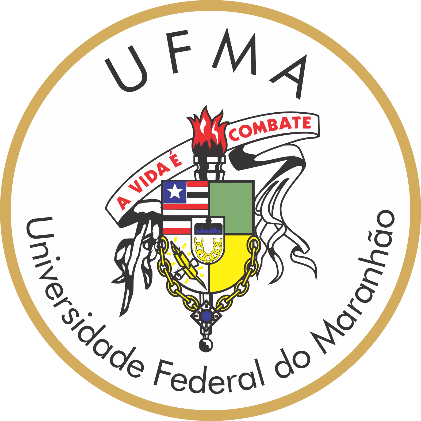 UFMA
A VIDA É COMBATE
Universidade Federal do Maranhão